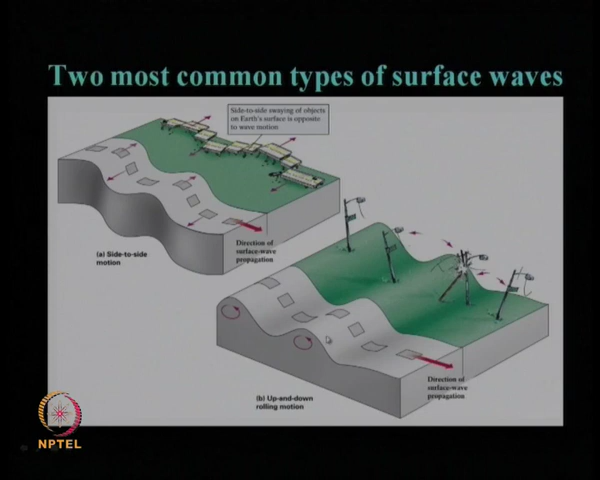 Two most common types of surface waves
Side-to-side swaying of objects
on Earth's surface is opposite
to wave motion
Direction of
surface-wave
propagation
(a) Side-to-side
motion
Direction of
surface-wave
propagation
(b) Up-and-down
rolling motion
NPTEL